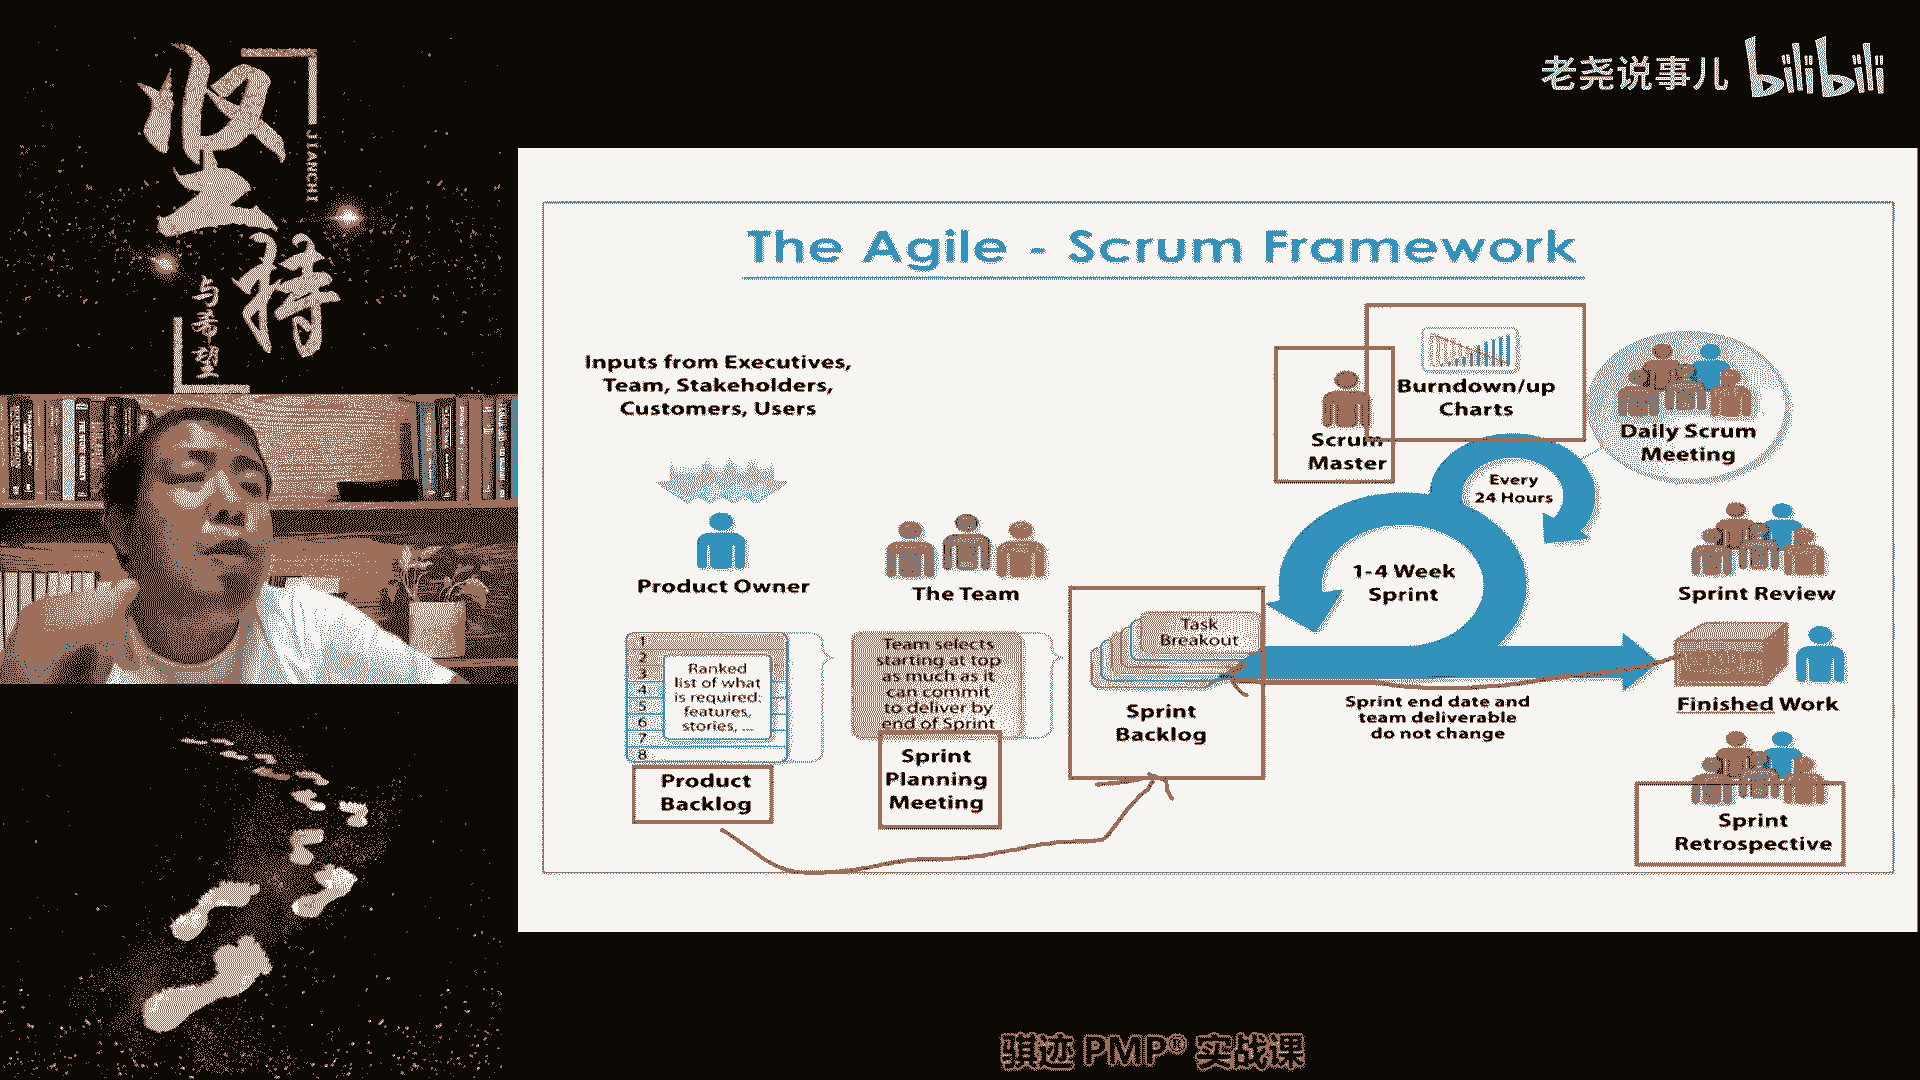 坚持
JIANCHI
与希望
老尧说事儿 bilibili
The Agile - Scrum Framework
Inputs from Executives,
Team, Stakeholders,
Customers, Users
Product Owner
The Team
1
2
3
4
5
6
7
8
Ranked
list of what
is required:
features,
stories, ...
Product
Backlog
Team selects
starting at top
as much as it
can commit
to deliver by
end of Sprint
Sprint
Planning
Meeting
Task
Breakout
Sprint
Backlog
Scrum
Master
Burndown/up
Charts
Every
24 Hours
1-4 Week
Sprint
Daily Scrum
Meeting
Sprint Review
Sprint end date and
team deliverable
do not change
Finished Work
Sprint
Retrospective
骐迹 PMP® 实战课